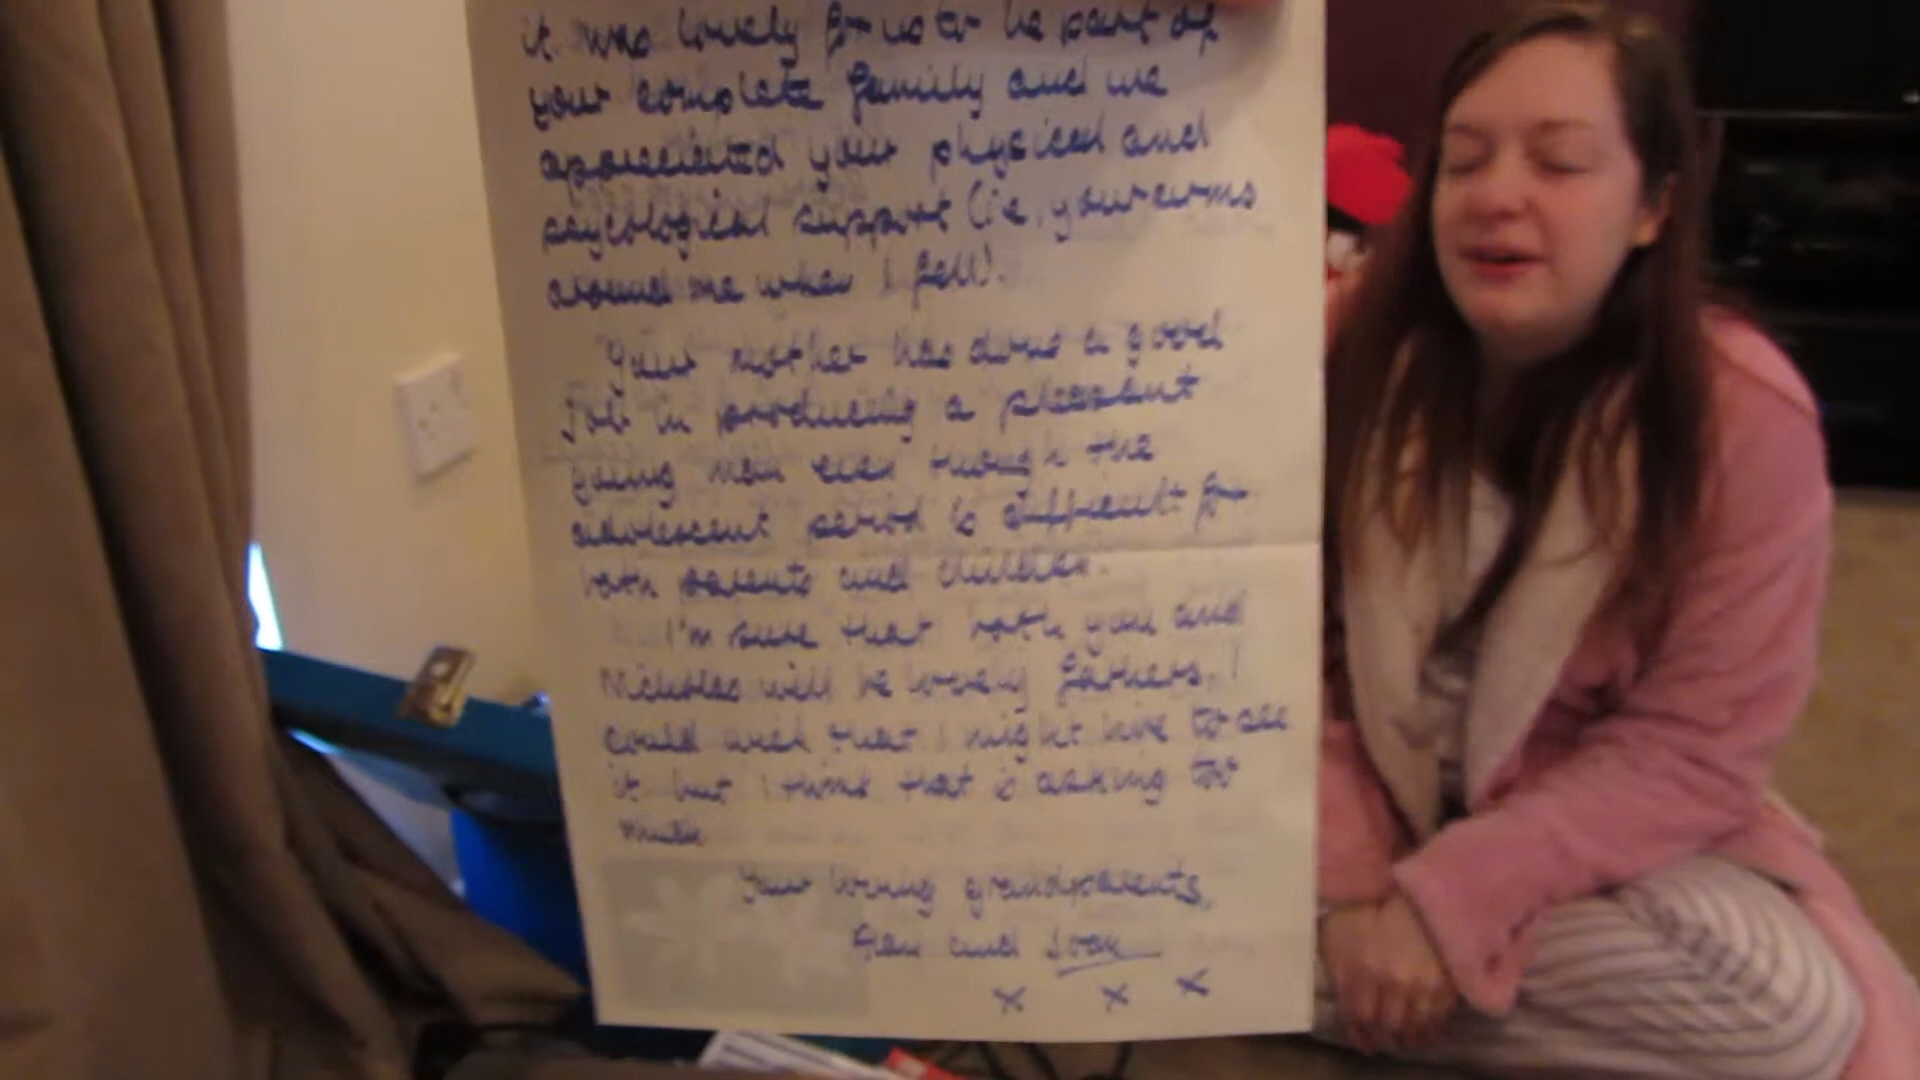 it was lovely for us to be part of
your complete family and we
appreciated your physical and
psycological support (i.e. your arms
around me when I fell).
Your mother has done a good
job in producing a pleasant
young man even though the
adolescent period is difficult for
both parents and children.
I'm sure that both you and
Nicholas will be lovely fathers. I
could wish that I might live to see
it but I think that is asking too
much
Your loving grandparents,
and
x x x